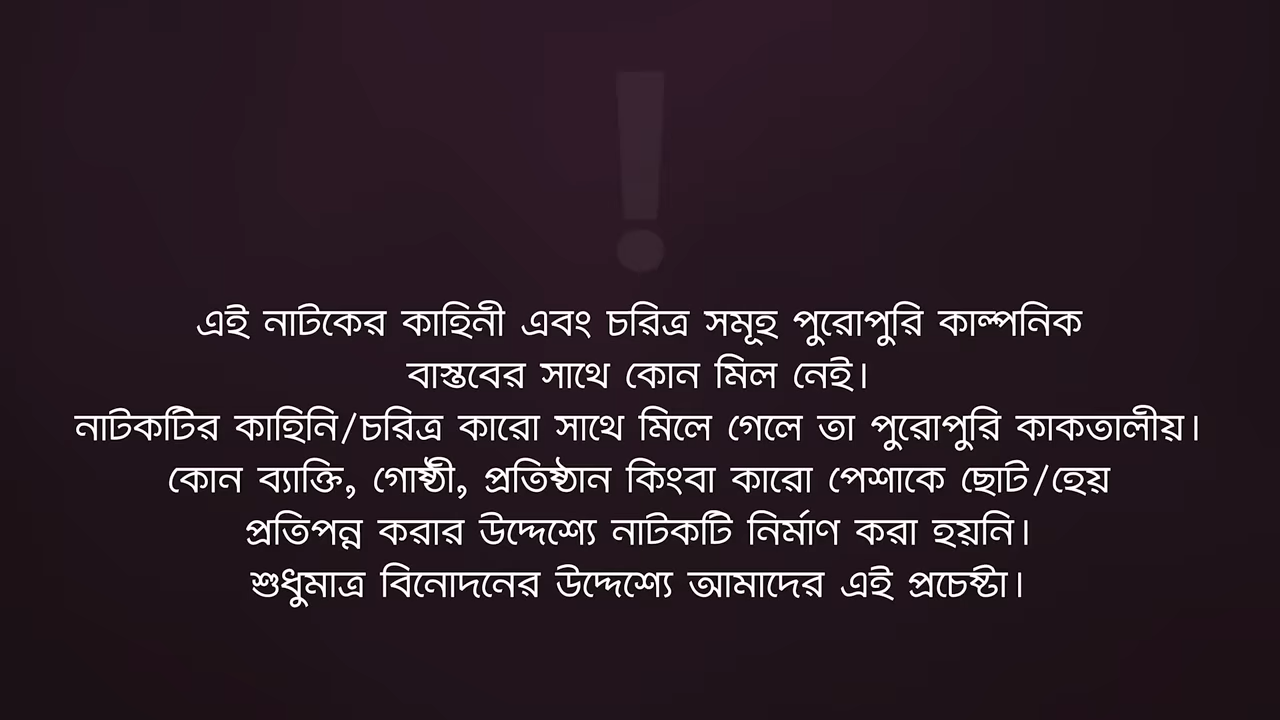 এই নাটকের কাহিনী এবং চরিত্র সমূহ পুরোপুরি কাল্পনিক
বাস্তবের সাথে কোন মিল নেই।
নাটকটির কাহিনি/চরিত্র কারো সাথে মিলে গেলে তা পুরোপুরি কাকতালীয়।
কোন ব্যাক্তি, গোষ্ঠী, প্রতিষ্ঠান কিংবা কারো পেশাকে ছোট/হেয়
প্রতিপন্ন করার উদ্দেশ্যে নাটকটি নির্মাণ করা হয়নি।
শুধুমাত্র বিনোদনের উদ্দেশ্যে আমাদের এই প্রচেষ্টা।